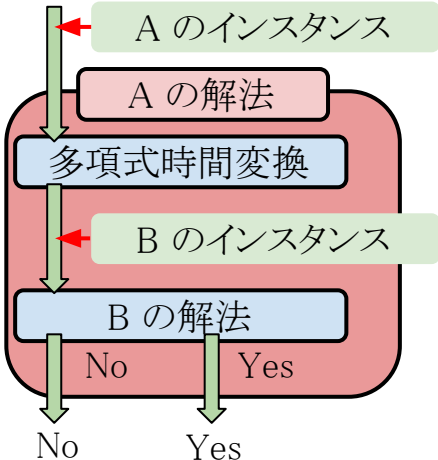 A のインスタンス
A の解法
多項式時間変換
B のインスタンス
B の解法
No Yes
No Yes